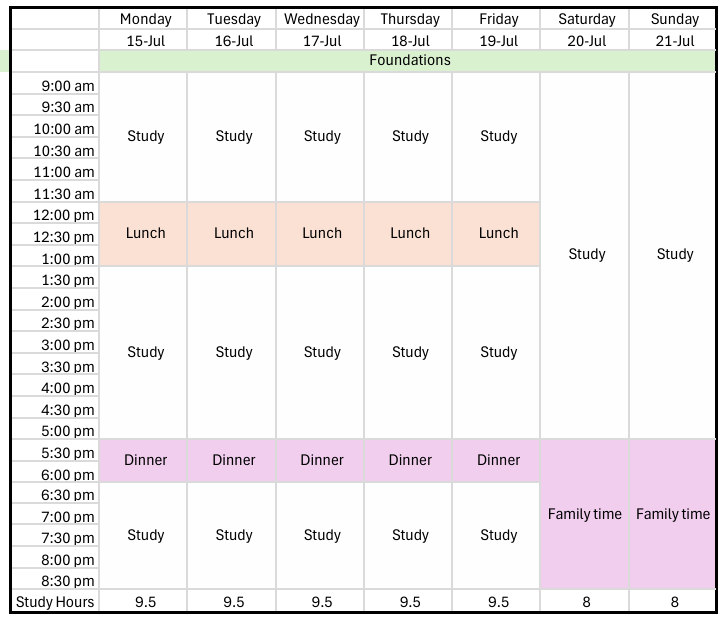 Monday Tuesday Wednesday Thursday Friday Saturday Sunday
15-Jul 16-Jul 17-Jul 18-Jul 19-Jul 20-Jul 21-Jul
Foundations
9:00 am
9:30 am
10:00 am
Study Study Study Study Study
10:30 am
11:00 am
11:30 am
12:00 pm
Lunch Lunch Lunch Lunch Lunch
12:30 pm
Study Study
1:00 pm
1:30 pm
2:00 pm
2:30 pm
3:00 pm
Study Study Study Study Study
3:30 pm
4:00 pm
4:30 pm
5:00 pm
5:30 pm
Dinner Dinner Dinner Dinner Dinner
6:00 pm
6:30 pm
7:00 pm Family time Family time
7:30 pm Study Study Study Study Study
8:00 pm
8:30 pm
Study Hours 9.5 9.5 9.5 9.5 9.5 8 8